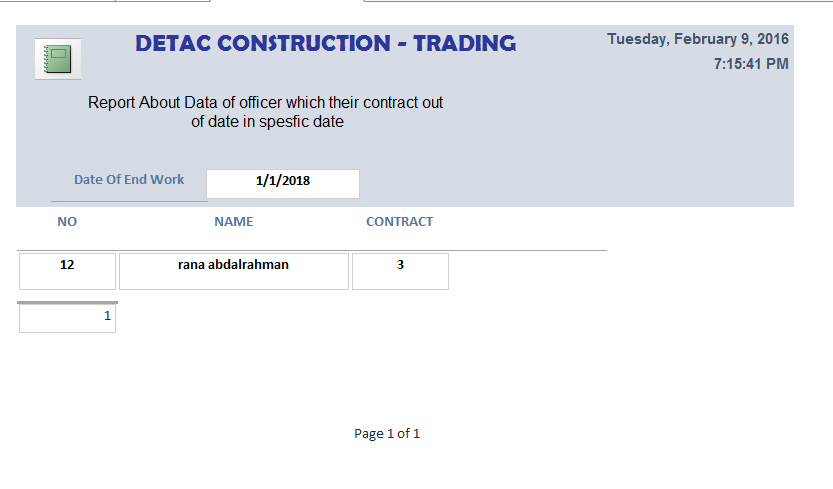 DETAC CONSTRUCTION - TRADING
Tuesday, February 9, 2016
7:15:41 PM
Report About Data of officer which their contract out
of date in spesfic date
Date Of End Work 1/1/2018
NO NAME CONTRACT
12 rana abdalrahman 3
1
Page 1 of 1